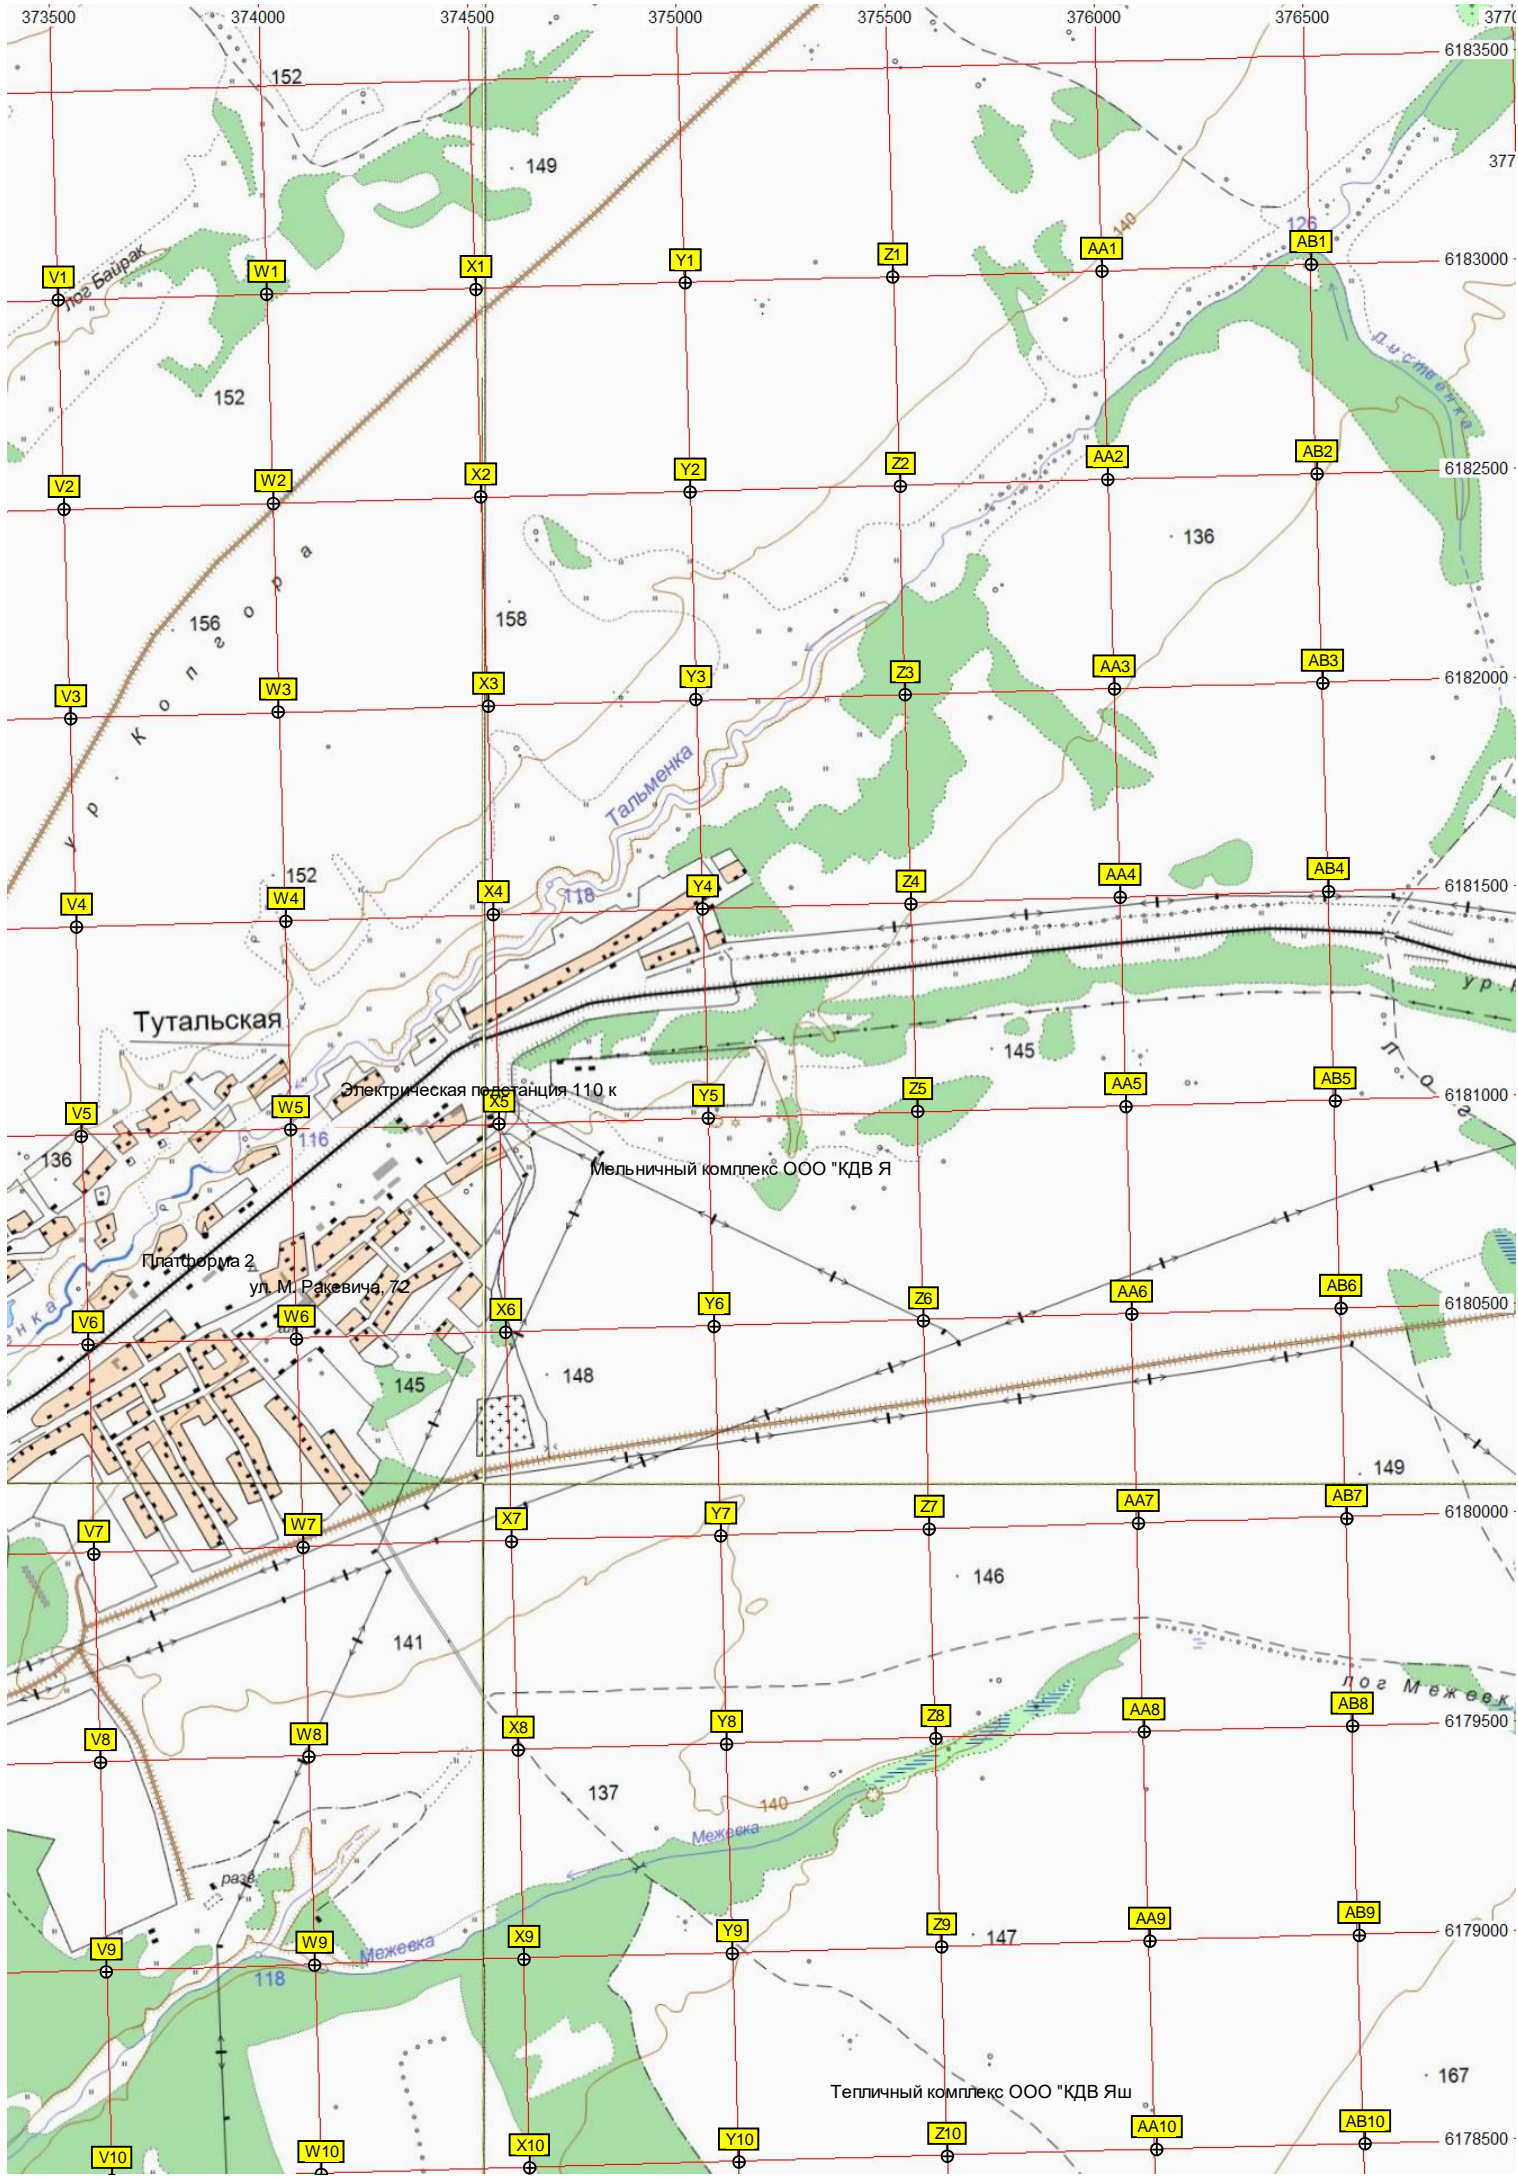 373500 374000 374500 375000 375500 376000 376500 3770
6183500
152
149
377
140
126
V1 W1 X1 Y1 Z1 AA1 AB1
6183000
лог Байрак
Лиственка
152
V2 W2 X2 Y2 Z2 AA2 AB2
6182500
136
156
158
ур. Копгора
V3 W3 X3 Y3 Z3 AA3 AB3
6182000
Тальменка
152
118
V4 W4 X4 Y4 Z4 AA4 AB4
6181500
ур.
Тутальская
145
Электрическая подстанция 110 к
V5 W5 X5 Y5 Z5 AA5 AB5
6181000
116
136
Мельничный комплекс ООО "КДВ Я
Платформа 2
ул. М. Ракевича, 72
енка
V6 W6 X6 Y6 Z6 AA6 AB6
6180500
145
148
149
V7 W7 X7 Y7 Z7 AA7 AB7
6180000
146
141
лог Межевк
V8 W8 X8 Y8 Z8 AA8 AB8
6179500
137
140
Межевка
разв.
V9 W9 X9 Y9 Z9 AA9 AB9
6179000
147
Межевка
118
167
Тепличный комплекс ООО "КДВ Яш
V10 W10 X10 Y10 Z10 AA10 AB10
6178500